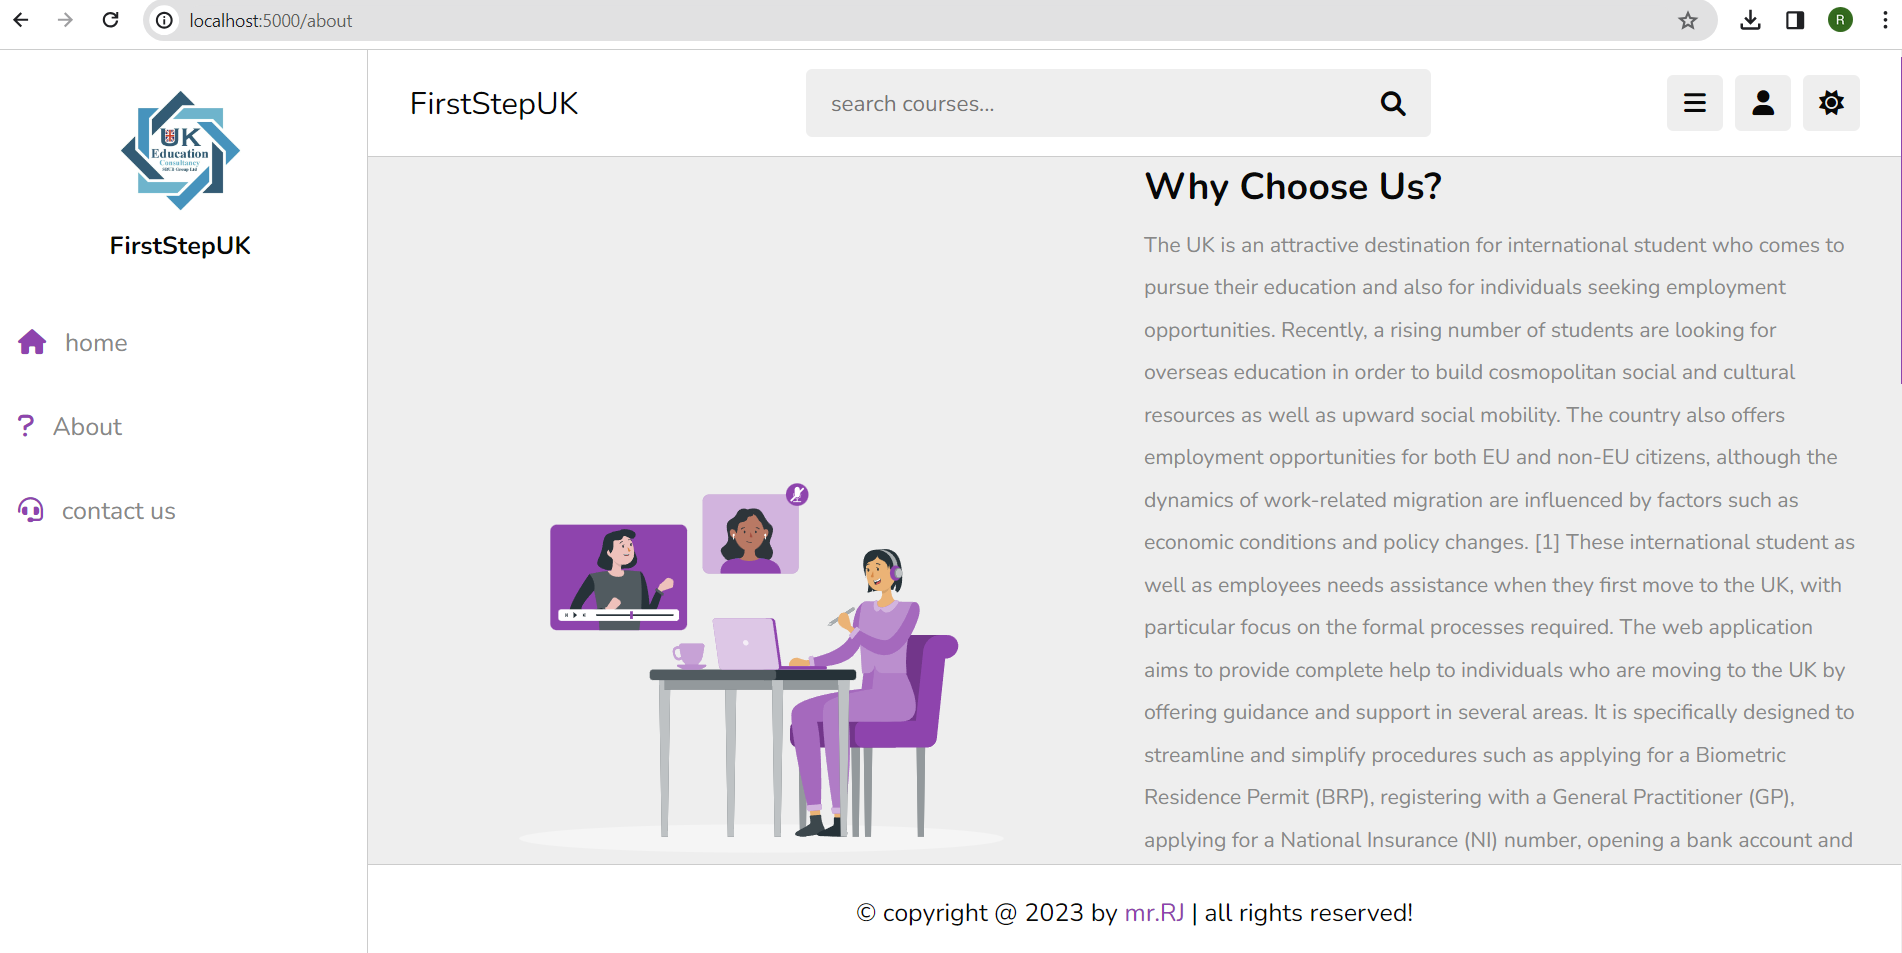 localhost:5000/about
R
UK
Education
Consultancy
FirstStepUK
home
? About
contact us
FirstStepUK
search courses...
Why Choose Us?
The UK is an attractive destination for international student who comes to
pursue their education and also for individuals seeking employment
opportunities. Recently, a rising number of students are looking for
overseas education in order to build cosmopolitan social and cultural
resources as well as upward social mobility. The country also offers
employment opportunities for both EU and non-EU citizens, although the
dynamics of work-related migration are influenced by factors such as
economic conditions and policy changes. [1] These international student as
well as employees needs assistance when they first move to the UK, with
particular focus on the formal processes required. The web application
aims to provide complete help to individuals who are moving to the UK by
offering guidance and support in several areas. It is specifically designed to
streamline and simplify procedures such as applying for a Biometric
Residence Permit (BRP), registering with a General Practitioner (GP),
applying for a National Insurance (NI) number, opening a bank account and
© copyright @ 2023 by mr.RJ | all rights reserved!